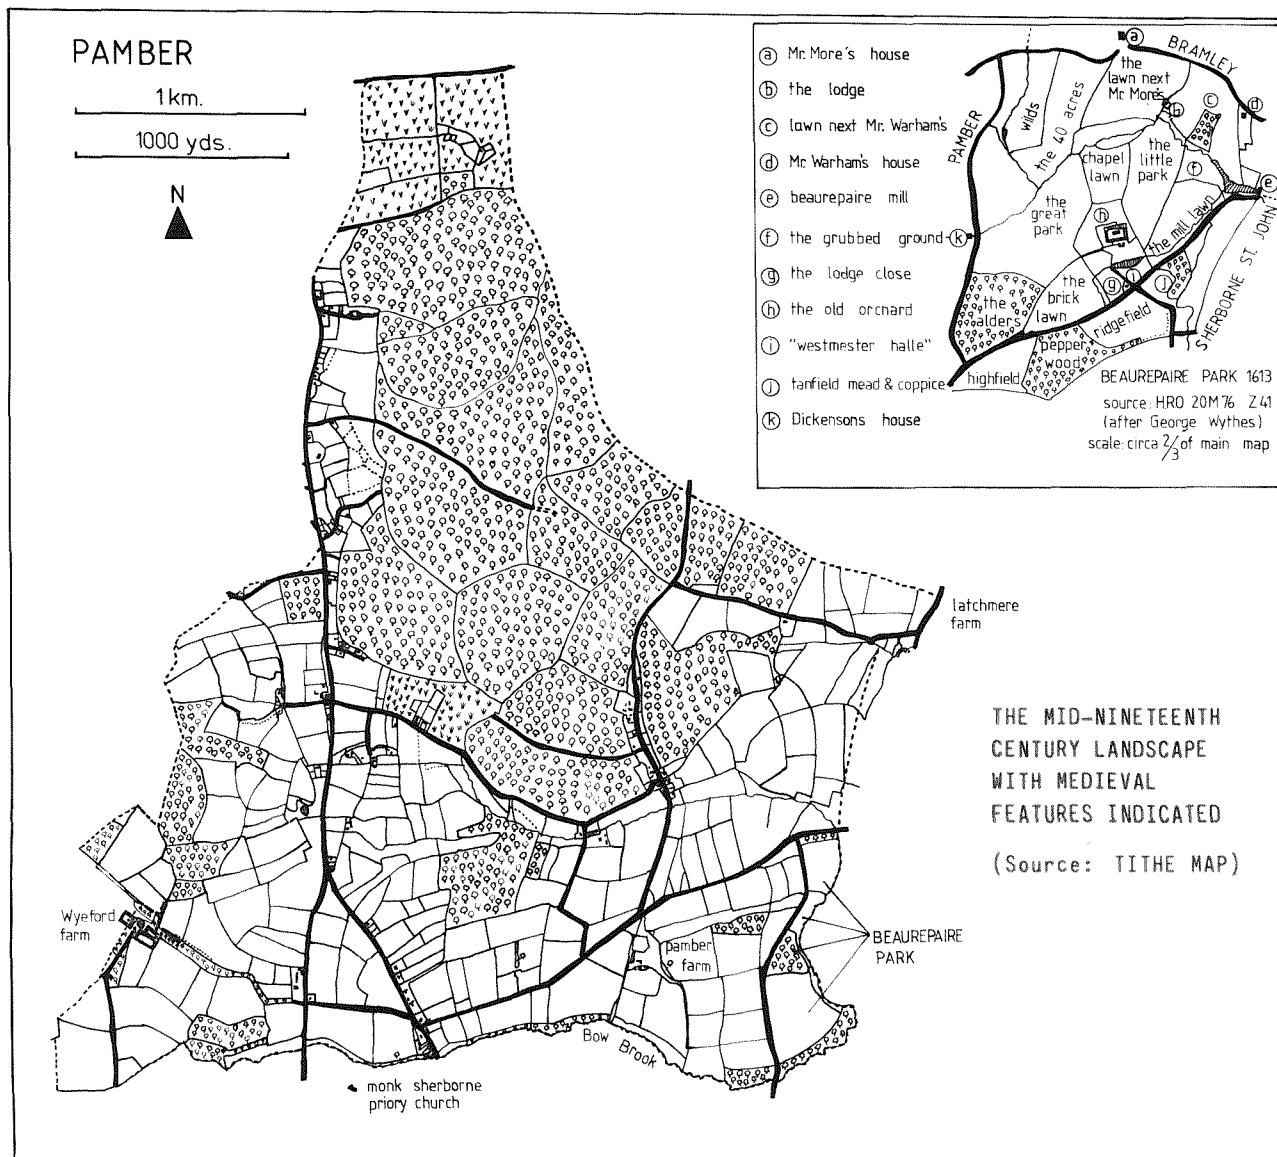 PAMBER
1 km.
1000 yds.
N
latchmere
farm
Wyeford
farm
pamber
farm
BEAUREPAIRE
PARK
Bow Brook
monk sherborne
priory church
THE MID-NINETEENTH
CENTURY LANDSCAPE
WITH MEDIEVAL
FEATURES INDICATED
(Source: TITHE MAP)
a Mr. More's house
b the lodge
c lawn next Mr. Warham's
d Mr. Warham's house
e beaurepaire mill
f the grubbed ground
g the lodge close
h the old orchard
i "westmester halle"
j tanfield mead & coppice
k Dickensons house
a
BRAMLEY
the
lawn next
Mr. More's
b
c
d
wilds
the 40 acres
PAMBER
chapel
lawn
the
little
park
f
e
the
great
park
h
the mill lawn
k
SHERBORNE ST. JOHN
the
alders
the
brick
lawn
g
i
j
ridgefield
pepper
wood
highfield
BEAUREPAIRE PARK 1613
source: HRO 20M76 Z41
(after George Wythes)
scale: circa 2/3 of main map